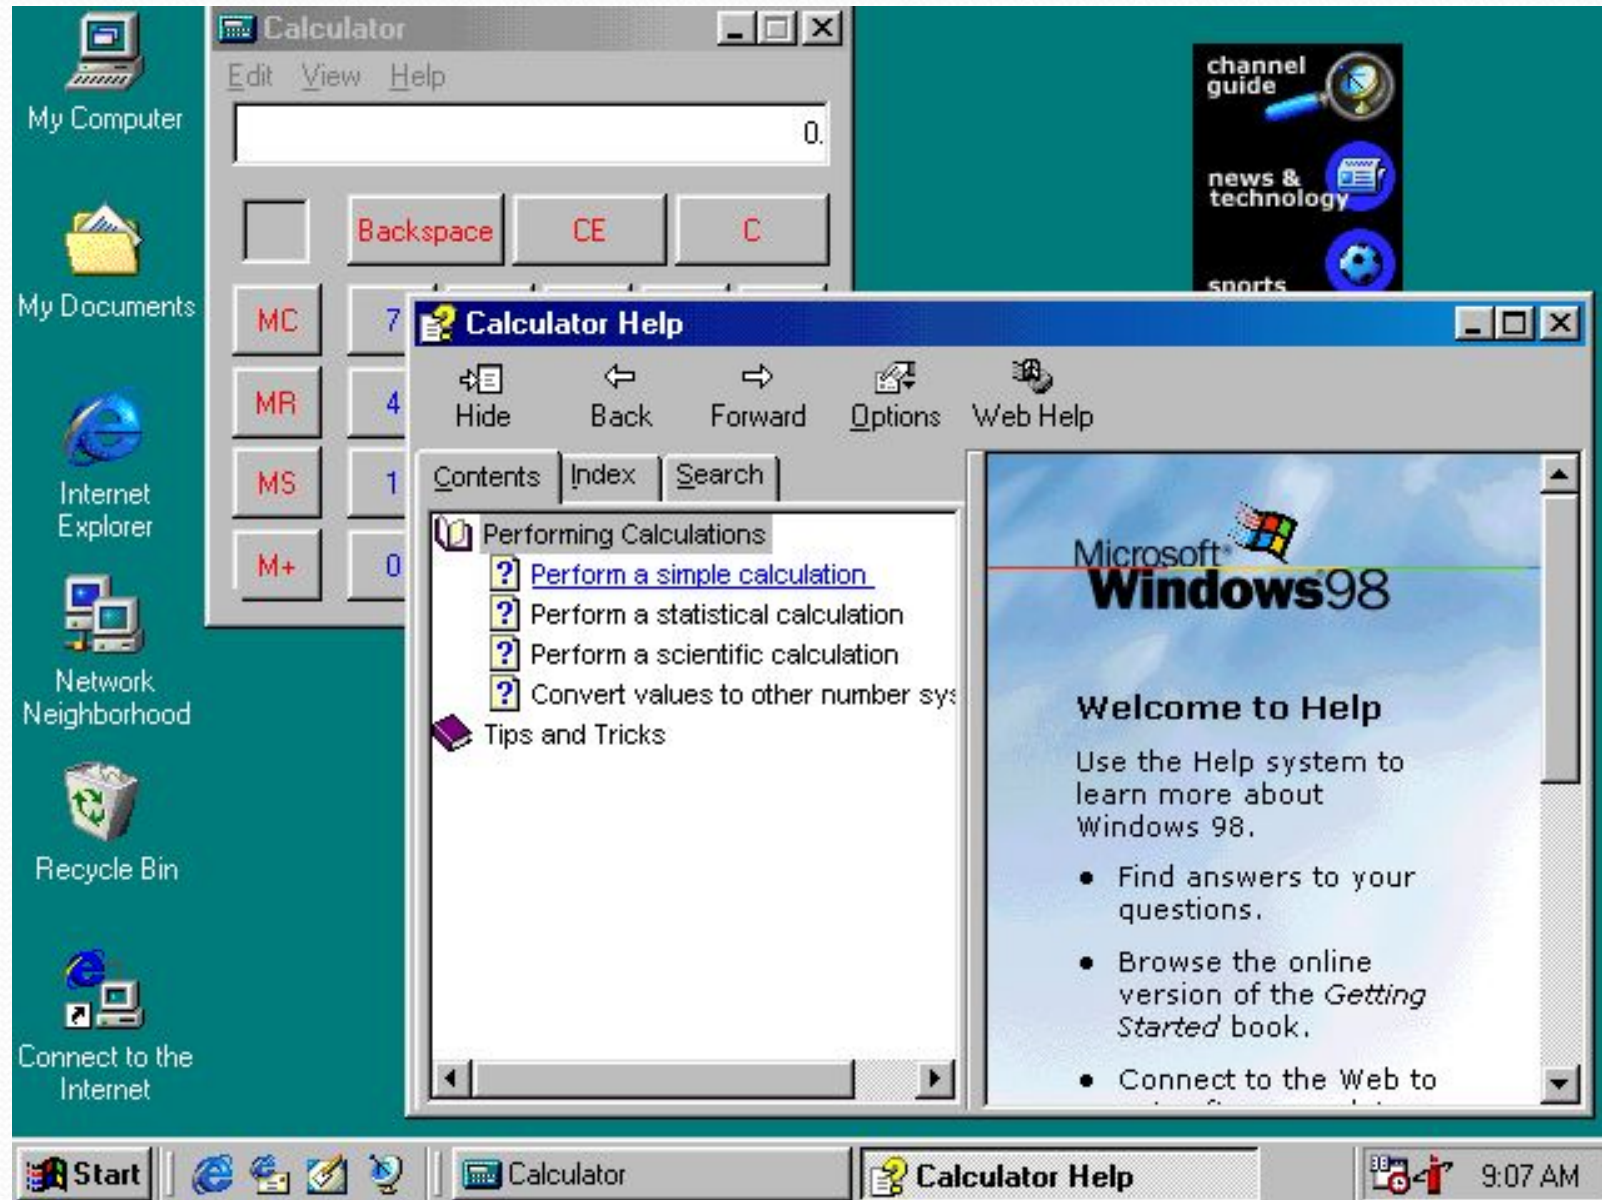 My Computer
My Documents
Internet
Explorer
Network
Neighborhood
Recycle Bin
Connect to the
Internet
Calculator
Edit View Help
0.
Backspace CE C
MC 7
MR 4
MS 1
M+ 0
channel
guide
news &
technology
sports
Calculator Help
Hide Back Forward Options Web Help
Contents Index Search
Performing Calculations
Perform a simple calculation
Perform a statistical calculation
Perform a scientific calculation
Convert values to other number sys
Tips and Tricks
Microsoft
Windows 98
Welcome to Help
Use the Help system to
learn more about
Windows 98.
• Find answers to your
questions.
• Browse the online
version of the Getting
Started book.
• Connect to the Web to
Start Calculator Calculator Help 9:07 AM